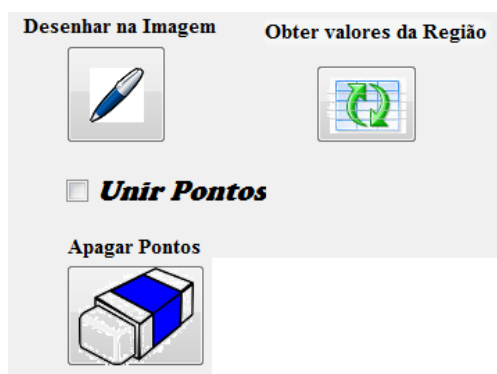 Desenhar na Imagem
Obter valores da Região
Unir Pontos
Apagar Pontos